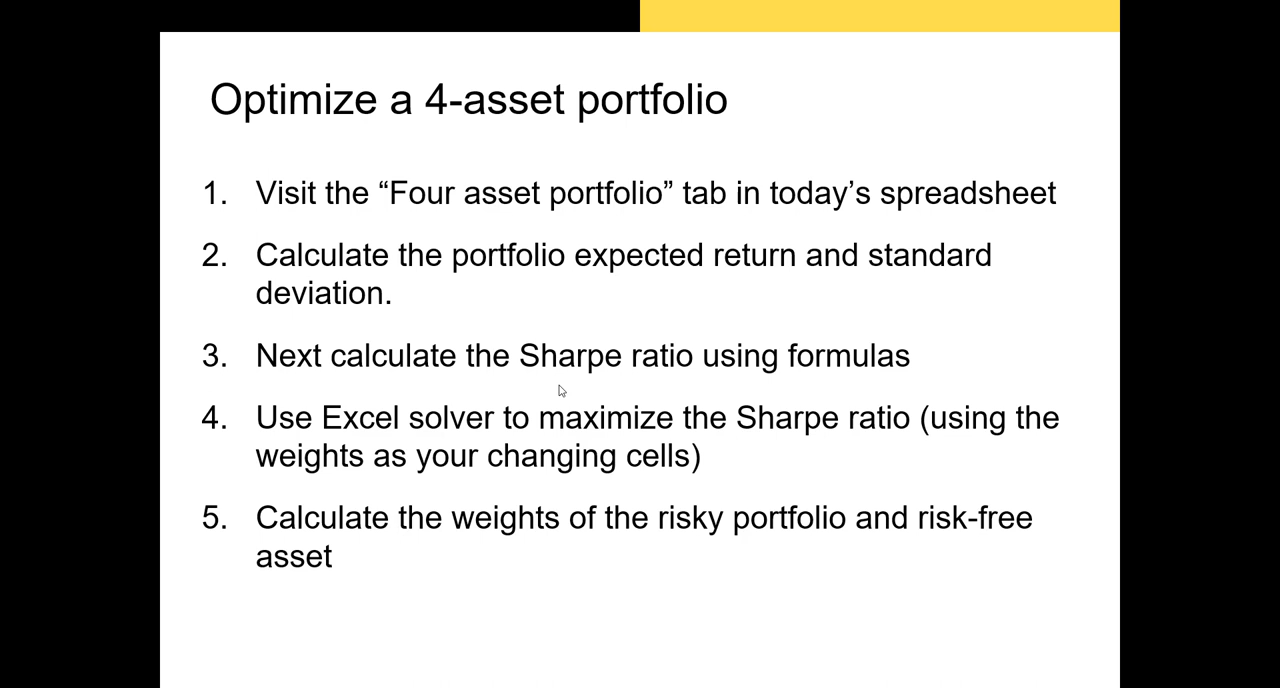 Optimize a 4-asset portfolio
1. Visit the “Four asset portfolio” tab in today’s spreadsheet
2. Calculate the portfolio expected return and standard
deviation.
3. Next calculate the Sharpe ratio using formulas
4. Use Excel solver to maximize the Sharpe ratio (using the
weights as your changing cells)
5. Calculate the weights of the risky portfolio and risk-free
asset